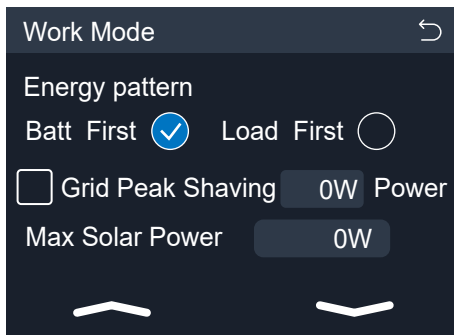 Work Mode
Energy pattern
Batt First Load First
Grid Peak Shaving 0W Power
Max Solar Power 0W